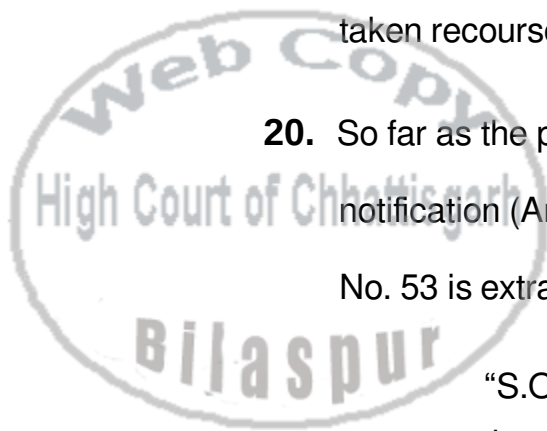 taken recourse
Web Copy
20. So far as the p
High Court of Chhattisgarh
notification (A
No. 53 is extra
Bilaspur
“S.O